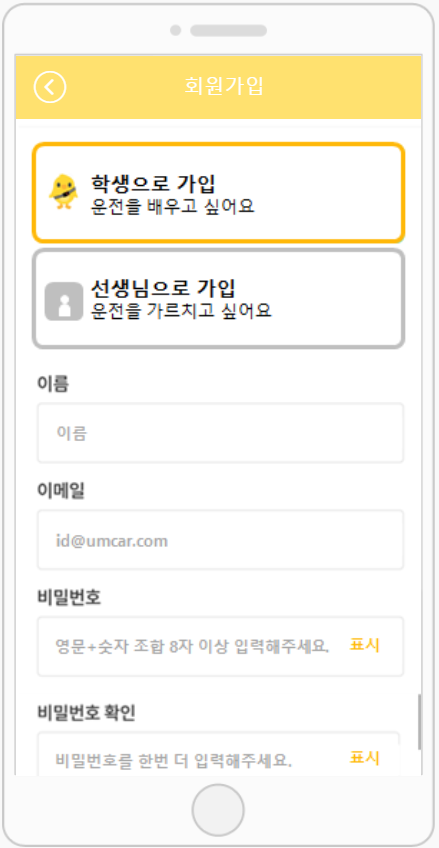 회원가입
학생으로 가입
운전을 배우고 싶어요
선생님으로 가입
운전을 가르치고 싶어요
이름
이름
이메일
id@umcar.com
비밀번호
영문+숫자 조합 8자 이상 입력해주세요. 표시
비밀번호 확인
비밀번호를 한번 더 입력해주세요. 표시